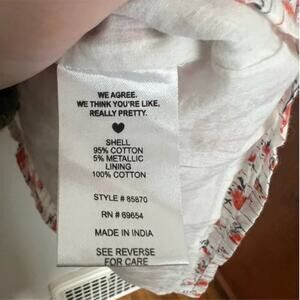 WE AGREE.
WE THINK YOU'RE LIKE,
REALLY PRETTY.
SHELL
95% COTTON
5% METALLIC
LINING
100% COTTON
STYLE # 85870
RN # 69654
MADE IN INDIA
SEE REVERSE
FOR CARE